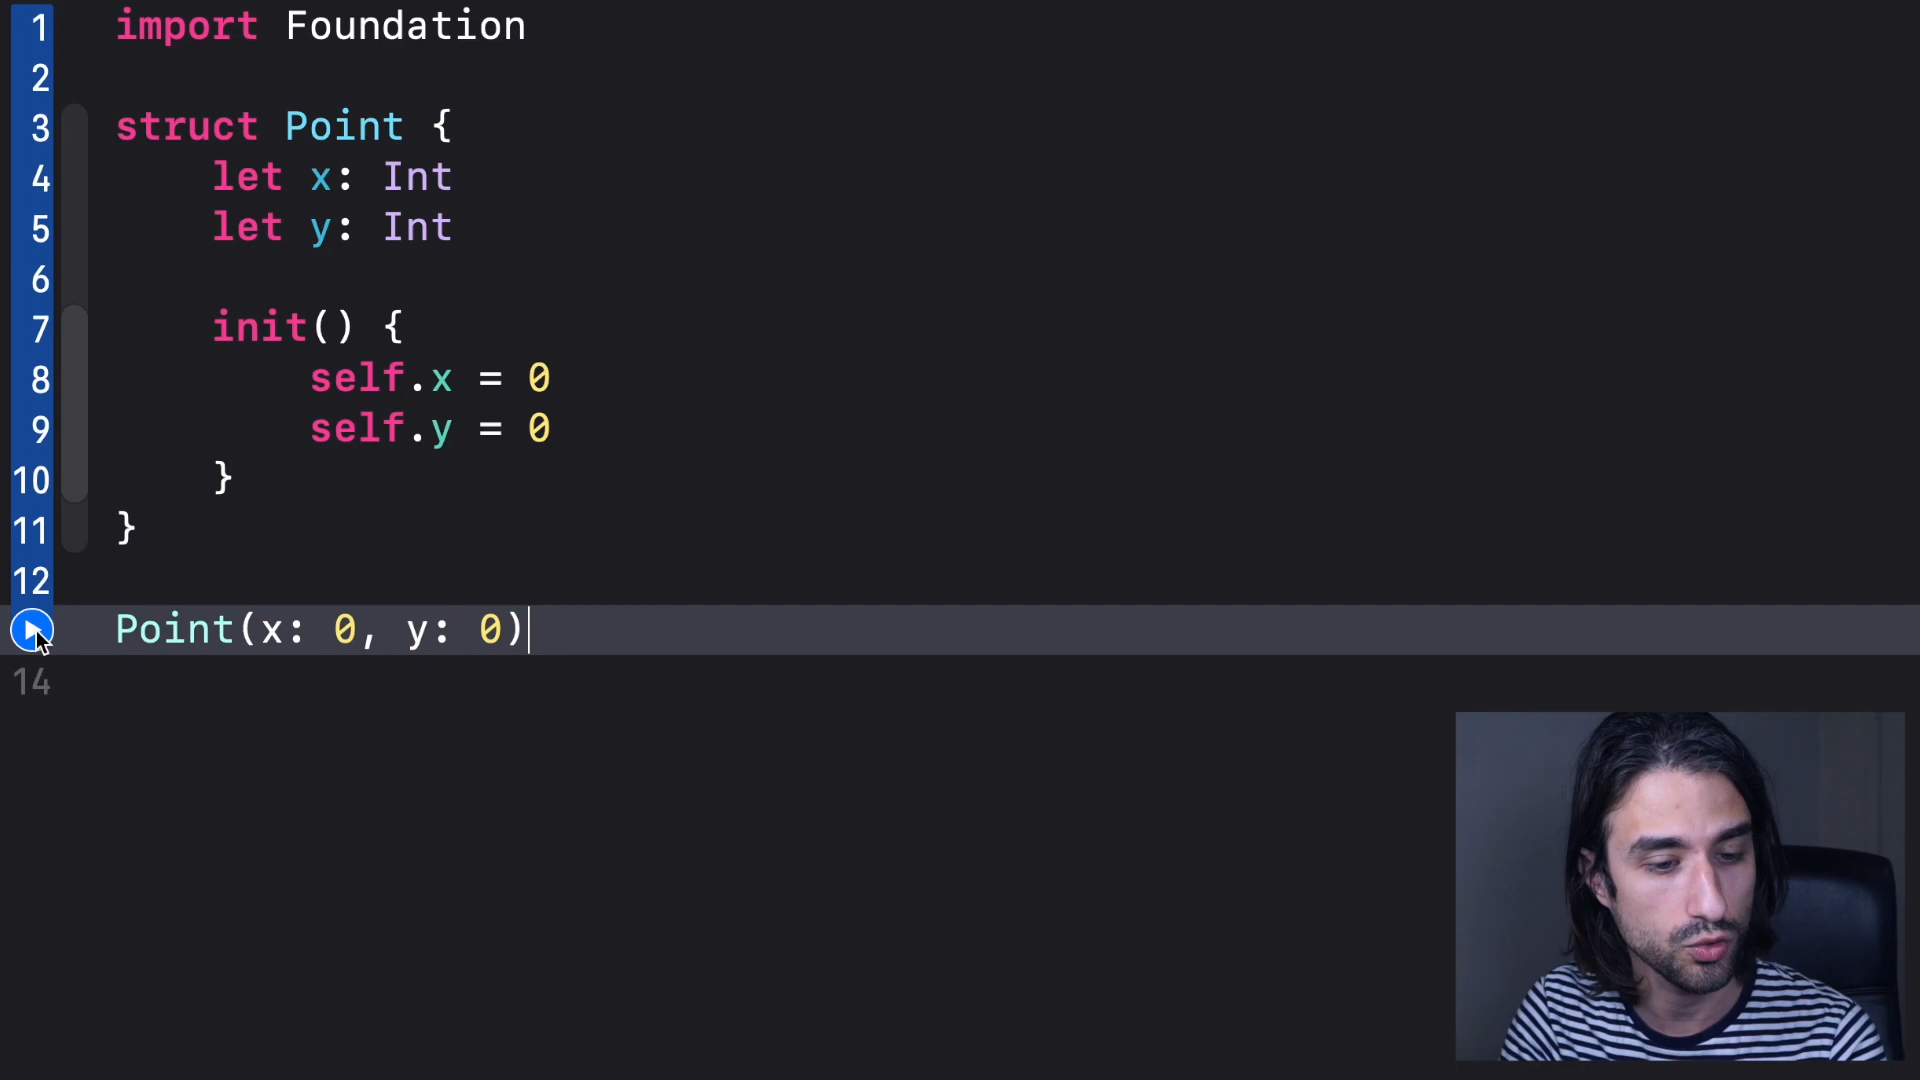 1 import Foundation
2
3 struct Point {
4 let x: Int
5 let y: Int
6
7 init() {
8 self.x = 0
9 self.y = 0
10 }
11 }
12
Point(x: 0, y: 0)
14